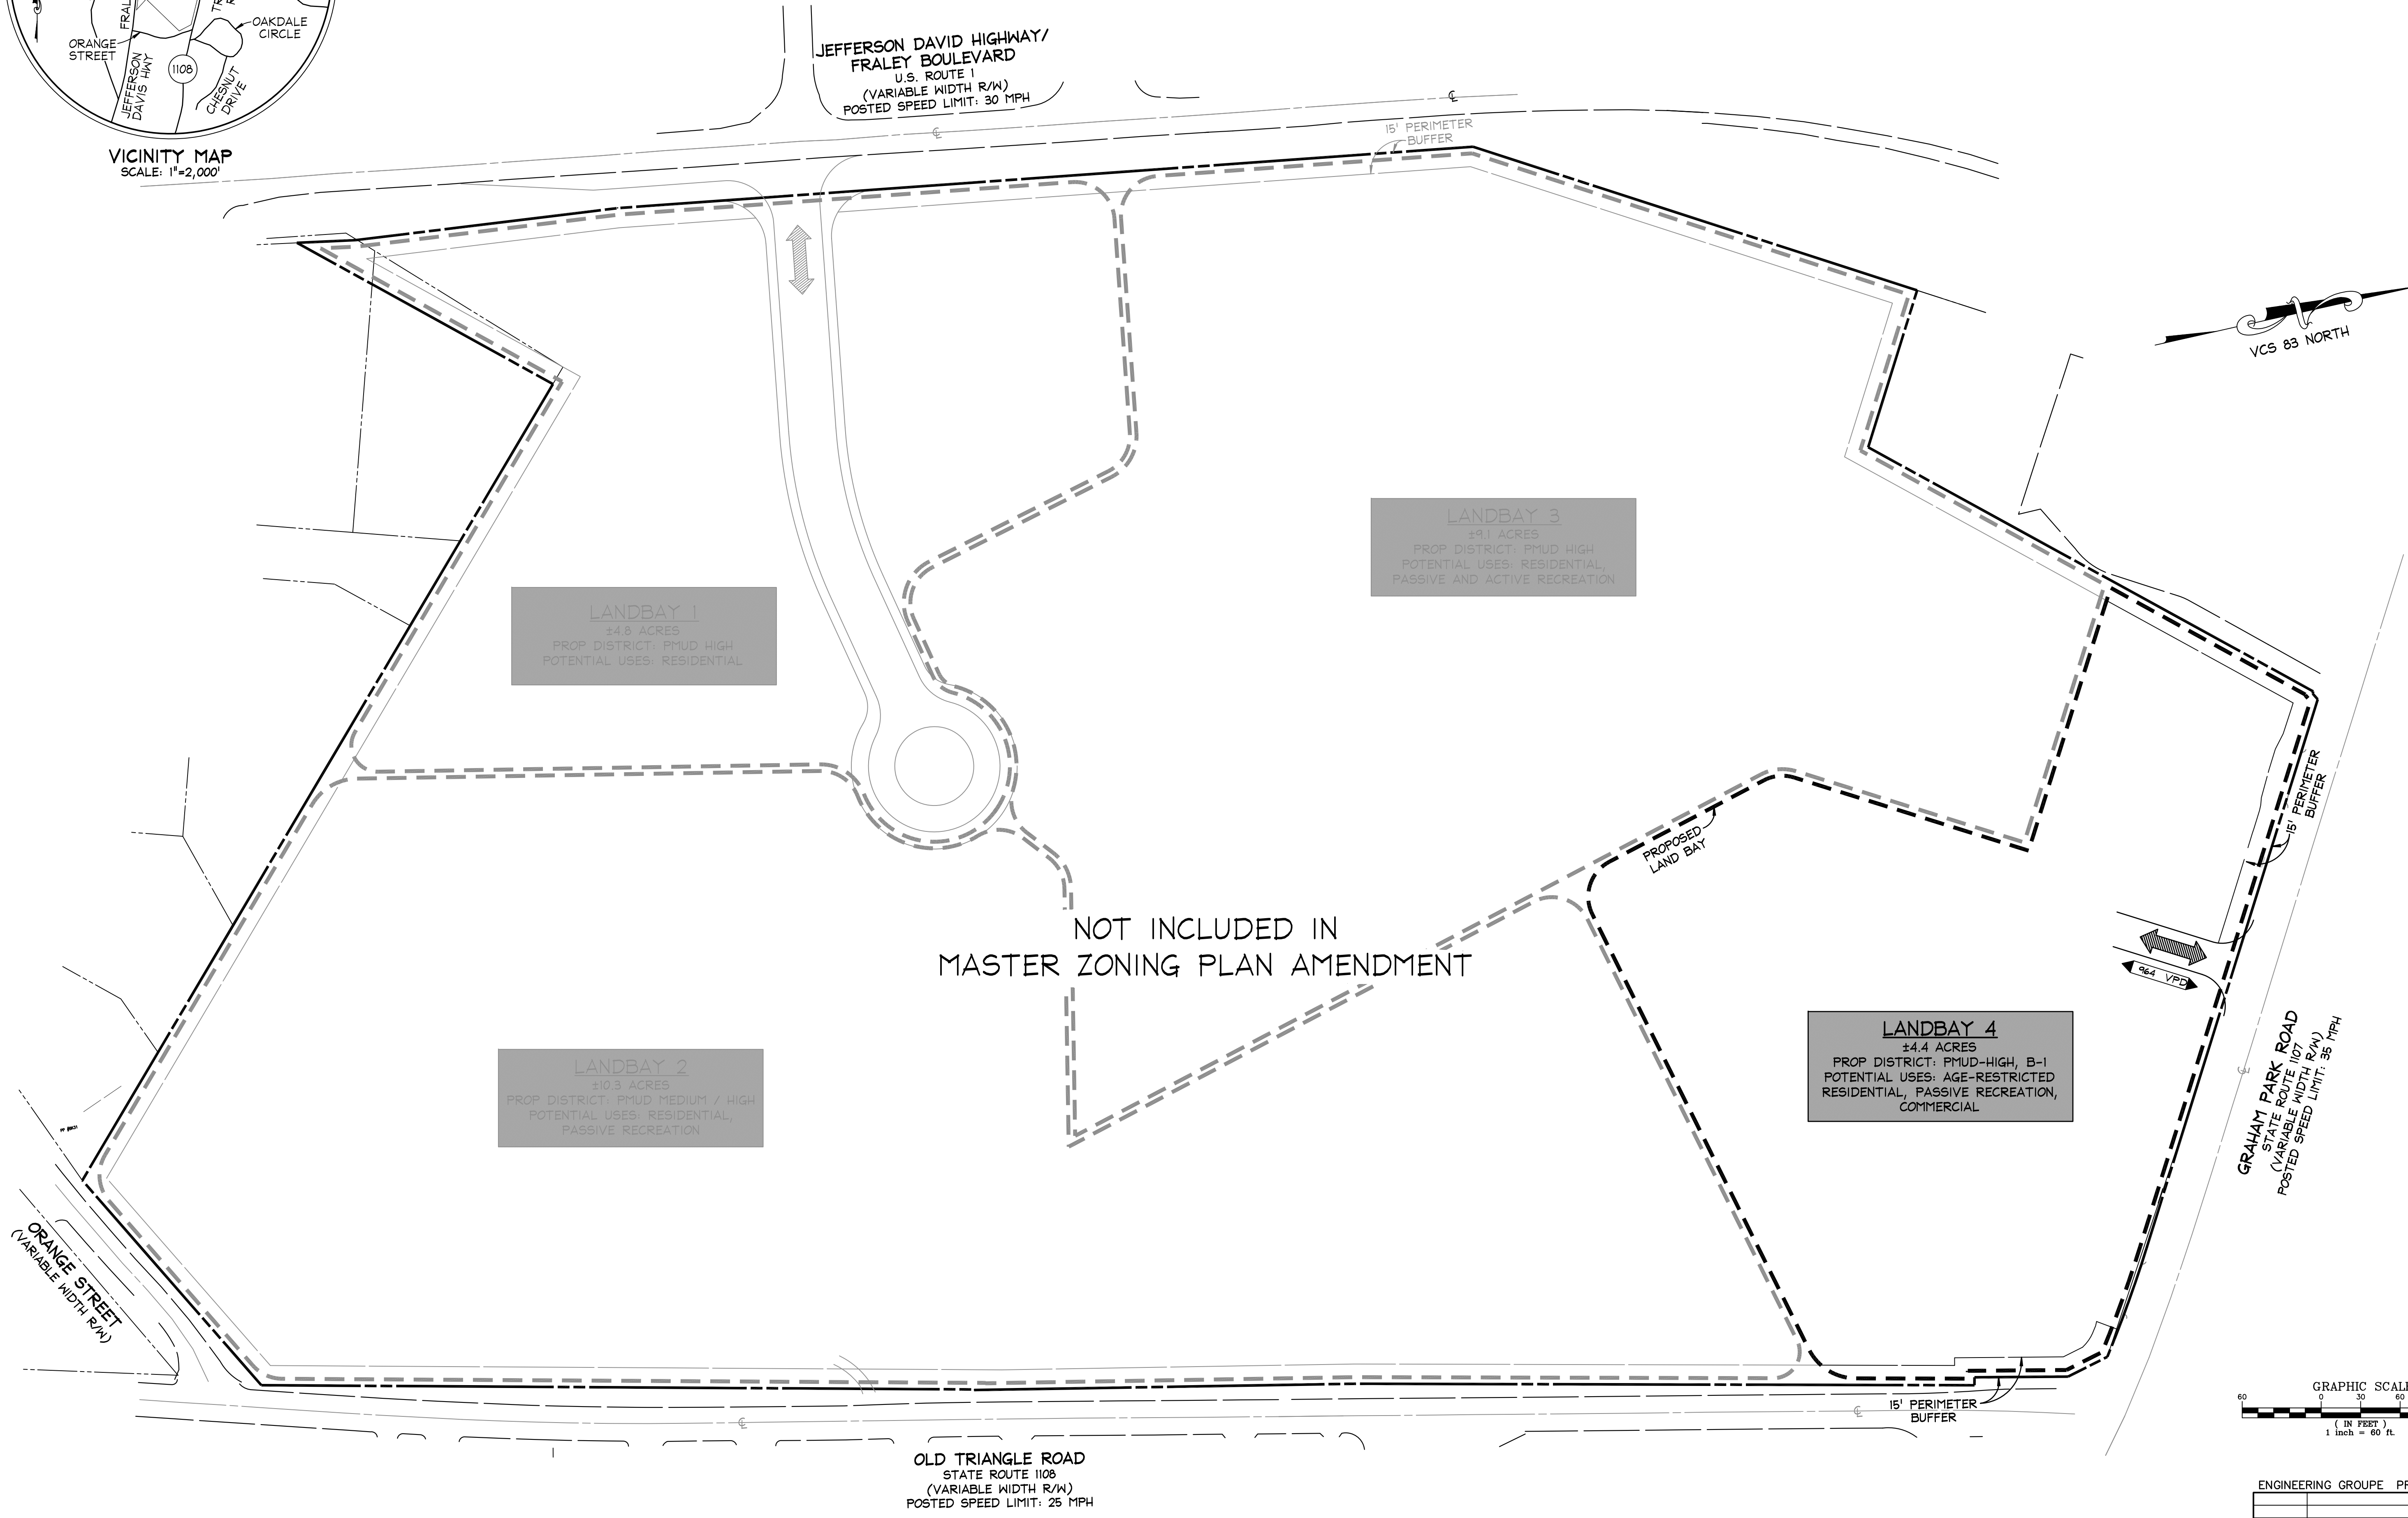 OAKDALE
CIRCLE
ORANGE
STREET
JEFFERSON
DAVIS HWY
1108
CHESNUT
DRIVE
VICINITY MAP
SCALE: 1"=2,000'
JEFFERSON DAVID HIGHWAY/
FRALEY BOULEVARD
U.S. ROUTE 1
(VARIABLE WIDTH R/W)
POSTED SPEED LIMIT: 30 MPH
15' PERIMETER
BUFFER
VCS 83 NORTH
LANDBAY 3
±9.1 ACRES
PROP DISTRICT: PMUD HIGH
POTENTIAL USES: RESIDENTIAL,
PASSIVE AND ACTIVE RECREATION
LANDBAY 1
±4.8 ACRES
PROP DISTRICT: PMUD HIGH
POTENTIAL USES: RESIDENTIAL
15' PERIMETER
BUFFER
PROPOSED
LAND BAY
NOT INCLUDED IN
MASTER ZONING PLAN AMENDMENT
964 VPD
LANDBAY 4
±4.4 ACRES
PROP DISTRICT: PMUD-HIGH, B-1
POTENTIAL USES: AGE-RESTRICTED
RESIDENTIAL, PASSIVE RECREATION,
COMMERCIAL
GRAHAM PARK ROAD
STATE ROUTE 1107
(VARIABLE WIDTH R/W)
POSTED SPEED LIMIT: 35 MPH
LANDBAY 2
±10.3 ACRES
PROP DISTRICT: PMUD MEDIUM / HIGH
POTENTIAL USES: RESIDENTIAL,
PASSIVE RECREATION
ORANGE STREET
(VARIABLE WIDTH R/W)
15' PERIMETER
BUFFER
GRAPHIC SCAL
60 0 30 60
( IN FEET )
1 inch = 60 ft.
OLD TRIANGLE ROAD
STATE ROUTE 1108
(VARIABLE WIDTH R/W)
POSTED SPEED LIMIT: 25 MPH
ENGINEERING GROUPE